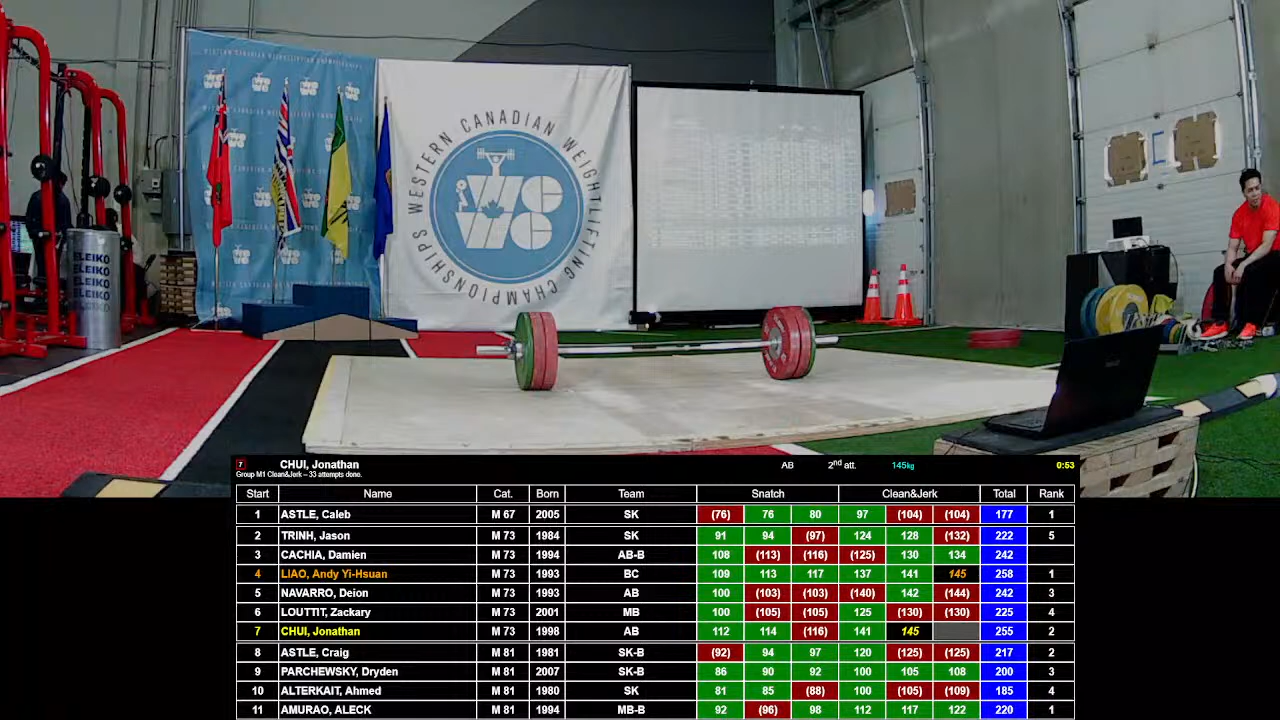 WESTERN CANADIAN WEIGHTLIFTING CHAMPIONSHIPS
WC
WC
ELEIKO
ELEIKO
ELEIKO
ELEIKO
C
7 CHUI, Jonathan AB 2nd att. 145kg 0:53
Group M1 Clean&Jerk – 33 attempts done.
Start Name Cat. Born Team Snatch Clean&Jerk Total Rank
1 ASTLE, Caleb M 67 2005 SK (76) 76 80 97 (104) (104) 177 1
2 TRINH, Jason M 73 1984 SK 91 94 (97) 124 128 (132) 222 5
3 CACHIA, Damien M 73 1994 AB-B 108 (113) (116) (125) 130 134 242
4 LIAO, Andy Yi-Hsuan M 73 1993 BC 109 113 117 137 141 145 258 1
5 NAVARRO, Deion M 73 1993 AB 100 (103) (103) (140) 142 (144) 242 3
6 LOUTTIT, Zackary M 73 2001 MB 100 (105) (105) 125 (130) (130) 225 4
7 CHUI, Jonathan M 73 1998 AB 112 114 (116) 141 145 255 2
8 ASTLE, Craig M 81 1981 SK-B (92) 94 97 120 (125) (125) 217 2
9 PARCHEWSKY, Dryden M 81 2007 SK-B 86 90 92 100 105 108 200 3
10 ALTERKAIT, Ahmed M 81 1980 SK 81 85 (88) 100 (105) (109) 185 4
11 AMURAO, ALECK M 81 1994 MB-B 92 (96) 98 112 117 122 220 1